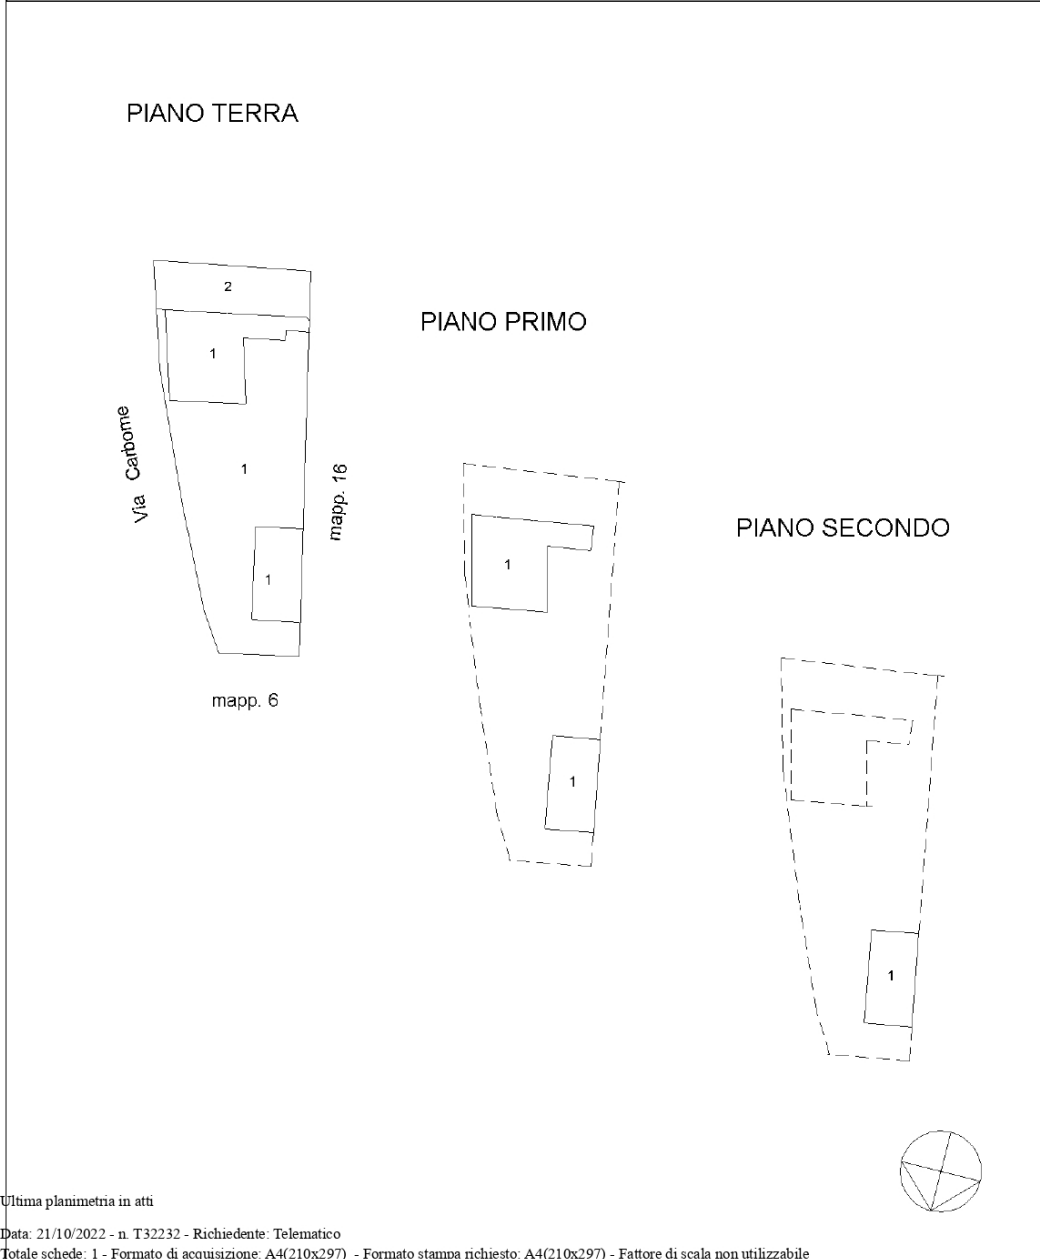 PIANO TERRA
2
1
PIANO PRIMO
Via Carbome
1
mapp. 16
1
mapp. 6
1
1
PIANO SECONDO
1
Ultima planimetria in atti
Data: 21/10/2022 - n. T32232 - Richiedente: Telematico
Totale schede: 1 - Formato di acquisizione: A4(210x297) - Formato stampa richiesto: A4(210x297) - Fattore di scala non utilizzabile